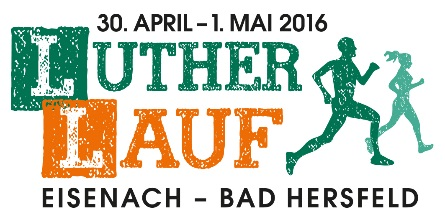 30. APRIL – 1. MAI 2016
LUTHER
LAUF
EISENACH – BAD HERSFELD